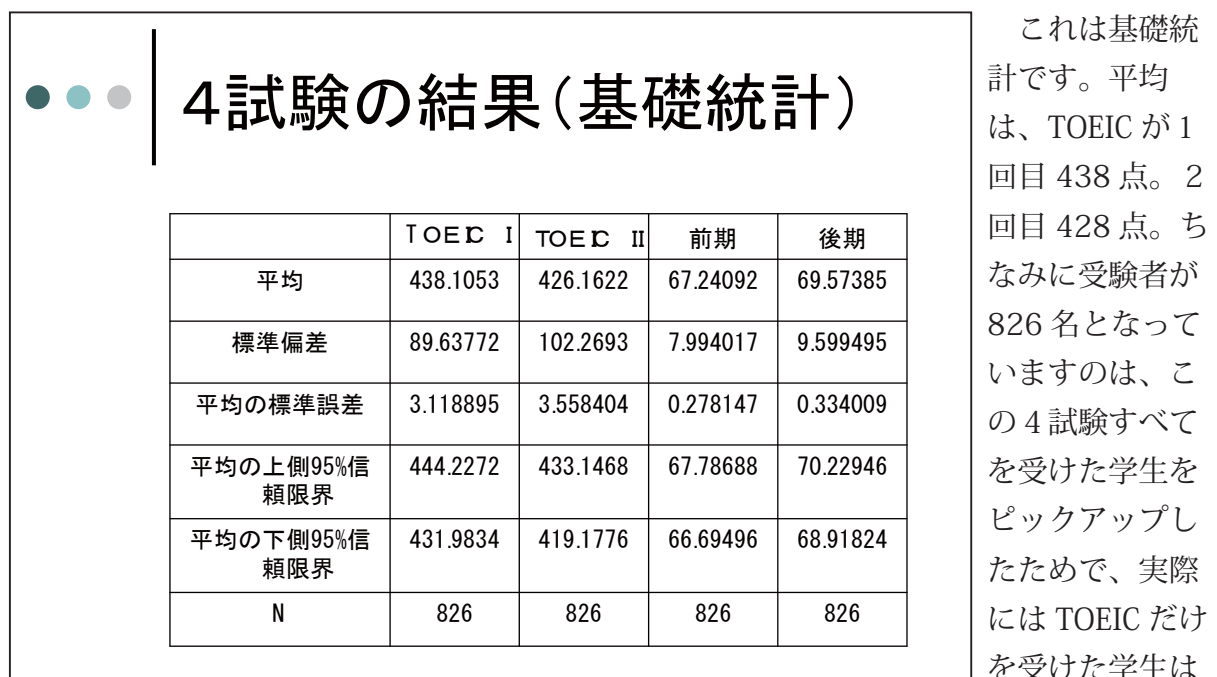 4試験の結果（基礎統計）
TOEIC I TOEIC II 前期 後期
平均 438.1053 426.1622 67.24092 69.57385
標準偏差 89.63772 102.2693 7.994017 9.599495
平均の標準誤差 3.118895 3.558404 0.278147 0.334009
平均の上側95%信
頼限界 444.2272 433.1468 67.78688 70.22946
平均の下側95%信
頼限界 431.9834 419.1776 66.69496 68.91824
N 826 826 826 826
これは基礎統
計です。平均
は、TOEIC が 1
回目 438 点。2
回目 428 点。ち
なみに受験者が
826 名となって
いますのは、こ
の 4 試験すべて
を受けた学生を
ピックアップし
たためで、実際
には TOEIC だけ
を受けた学生は